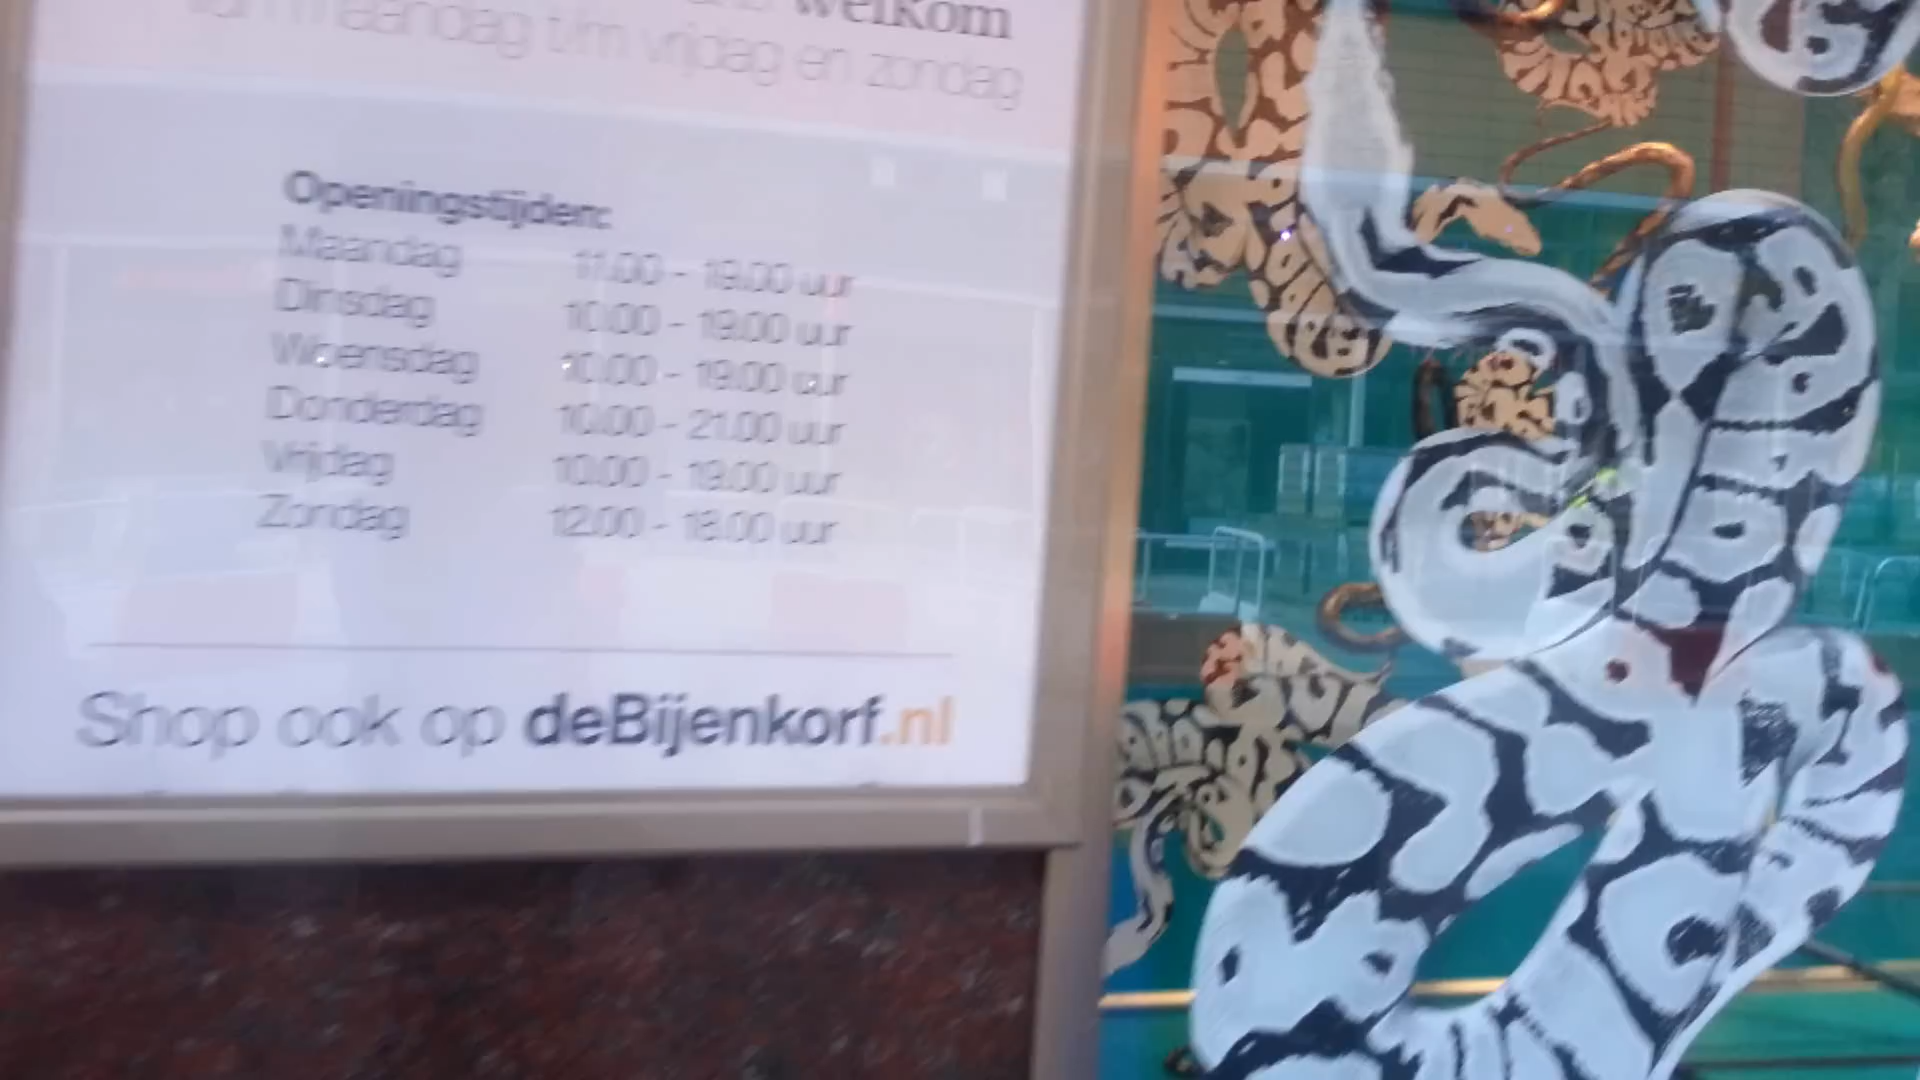 welkom
maandag t/m vrijdag en zondag
Openingstijden:
Maandag 11.00 - 19.00 uur
Dinsdag 10.00 - 19.00 uur
Woensdag 10.00 - 19.00 uur
Donderdag 10.00 - 21.00 uur
Vrijdag 10.00 - 19.00 uur
Zondag 12.00 - 18.00 uur
Shop ook op deBijenkorf.nl